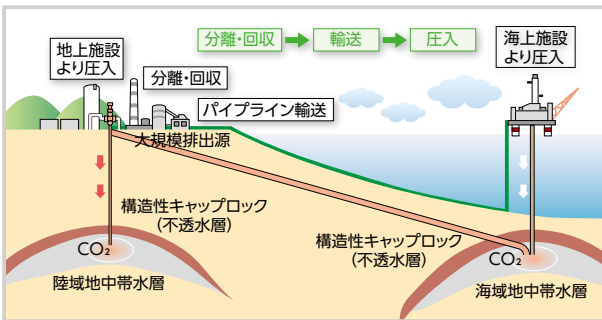 分離・回収
輸送
圧入
地上施設
より圧入
海上施設
より圧入
分離・回収
パイプライン輸送
大規模排出源
構造性キャップロック
(不透水層)
CO₂
陸域地中帯水層
構造性キャップロック
(不透水層)
CO₂
海域地中帯水層